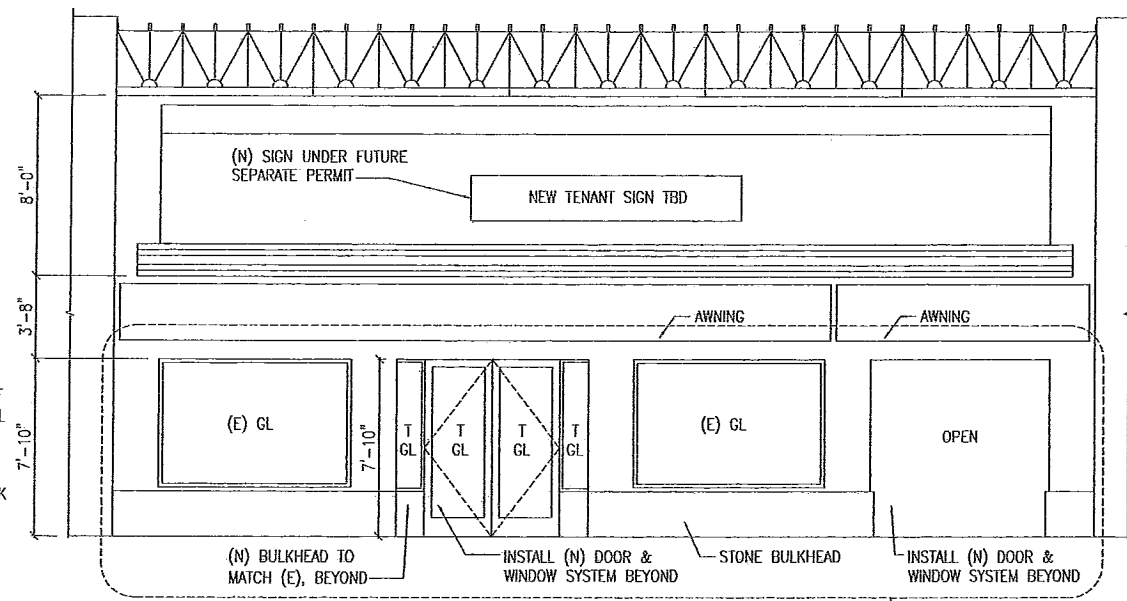 (N) SIGN UNDER FUTURE
SEPARATE PERMIT
NEW TENANT SIGN TBD
8'-0"
3'-8"
AWNING
AWNING
7'-10"
7'-10"
(E) GL
T
GL
T
GL
T
GL
T
GL
(E) GL
OPEN
K
(N) BULKHEAD TO
MATCH (E), BEYOND
INSTALL (N) DOOR &
WINDOW SYSTEM BEYOND
STONE BULKHEAD
INSTALL (N) DOOR &
WINDOW SYSTEM BEYOND